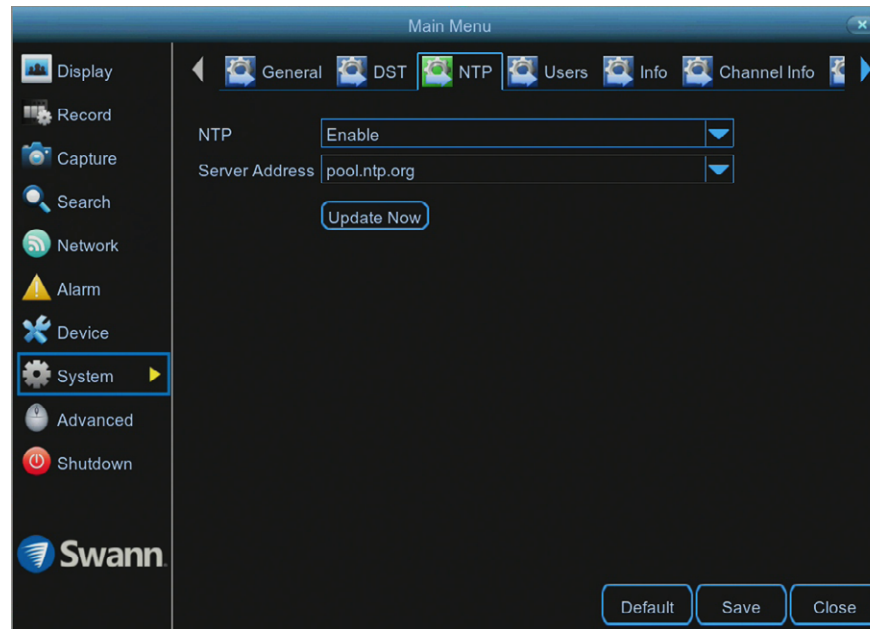 Main Menu
Display
Record
Capture
Search
Network
Alarm
Device
System
Advanced
Shutdown
Swann
General DST NTP Users Info Channel Info
NTP Enable
Server Address pool.ntp.org
Update Now
Default Save Close